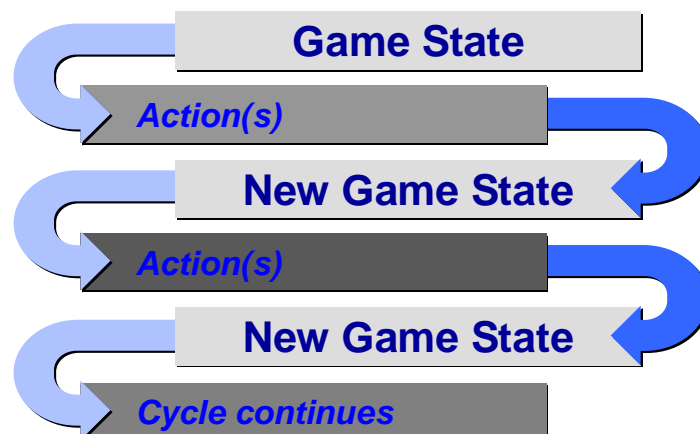 Game State
Action(s)
New Game State
Action(s)
New Game State
Cycle continues